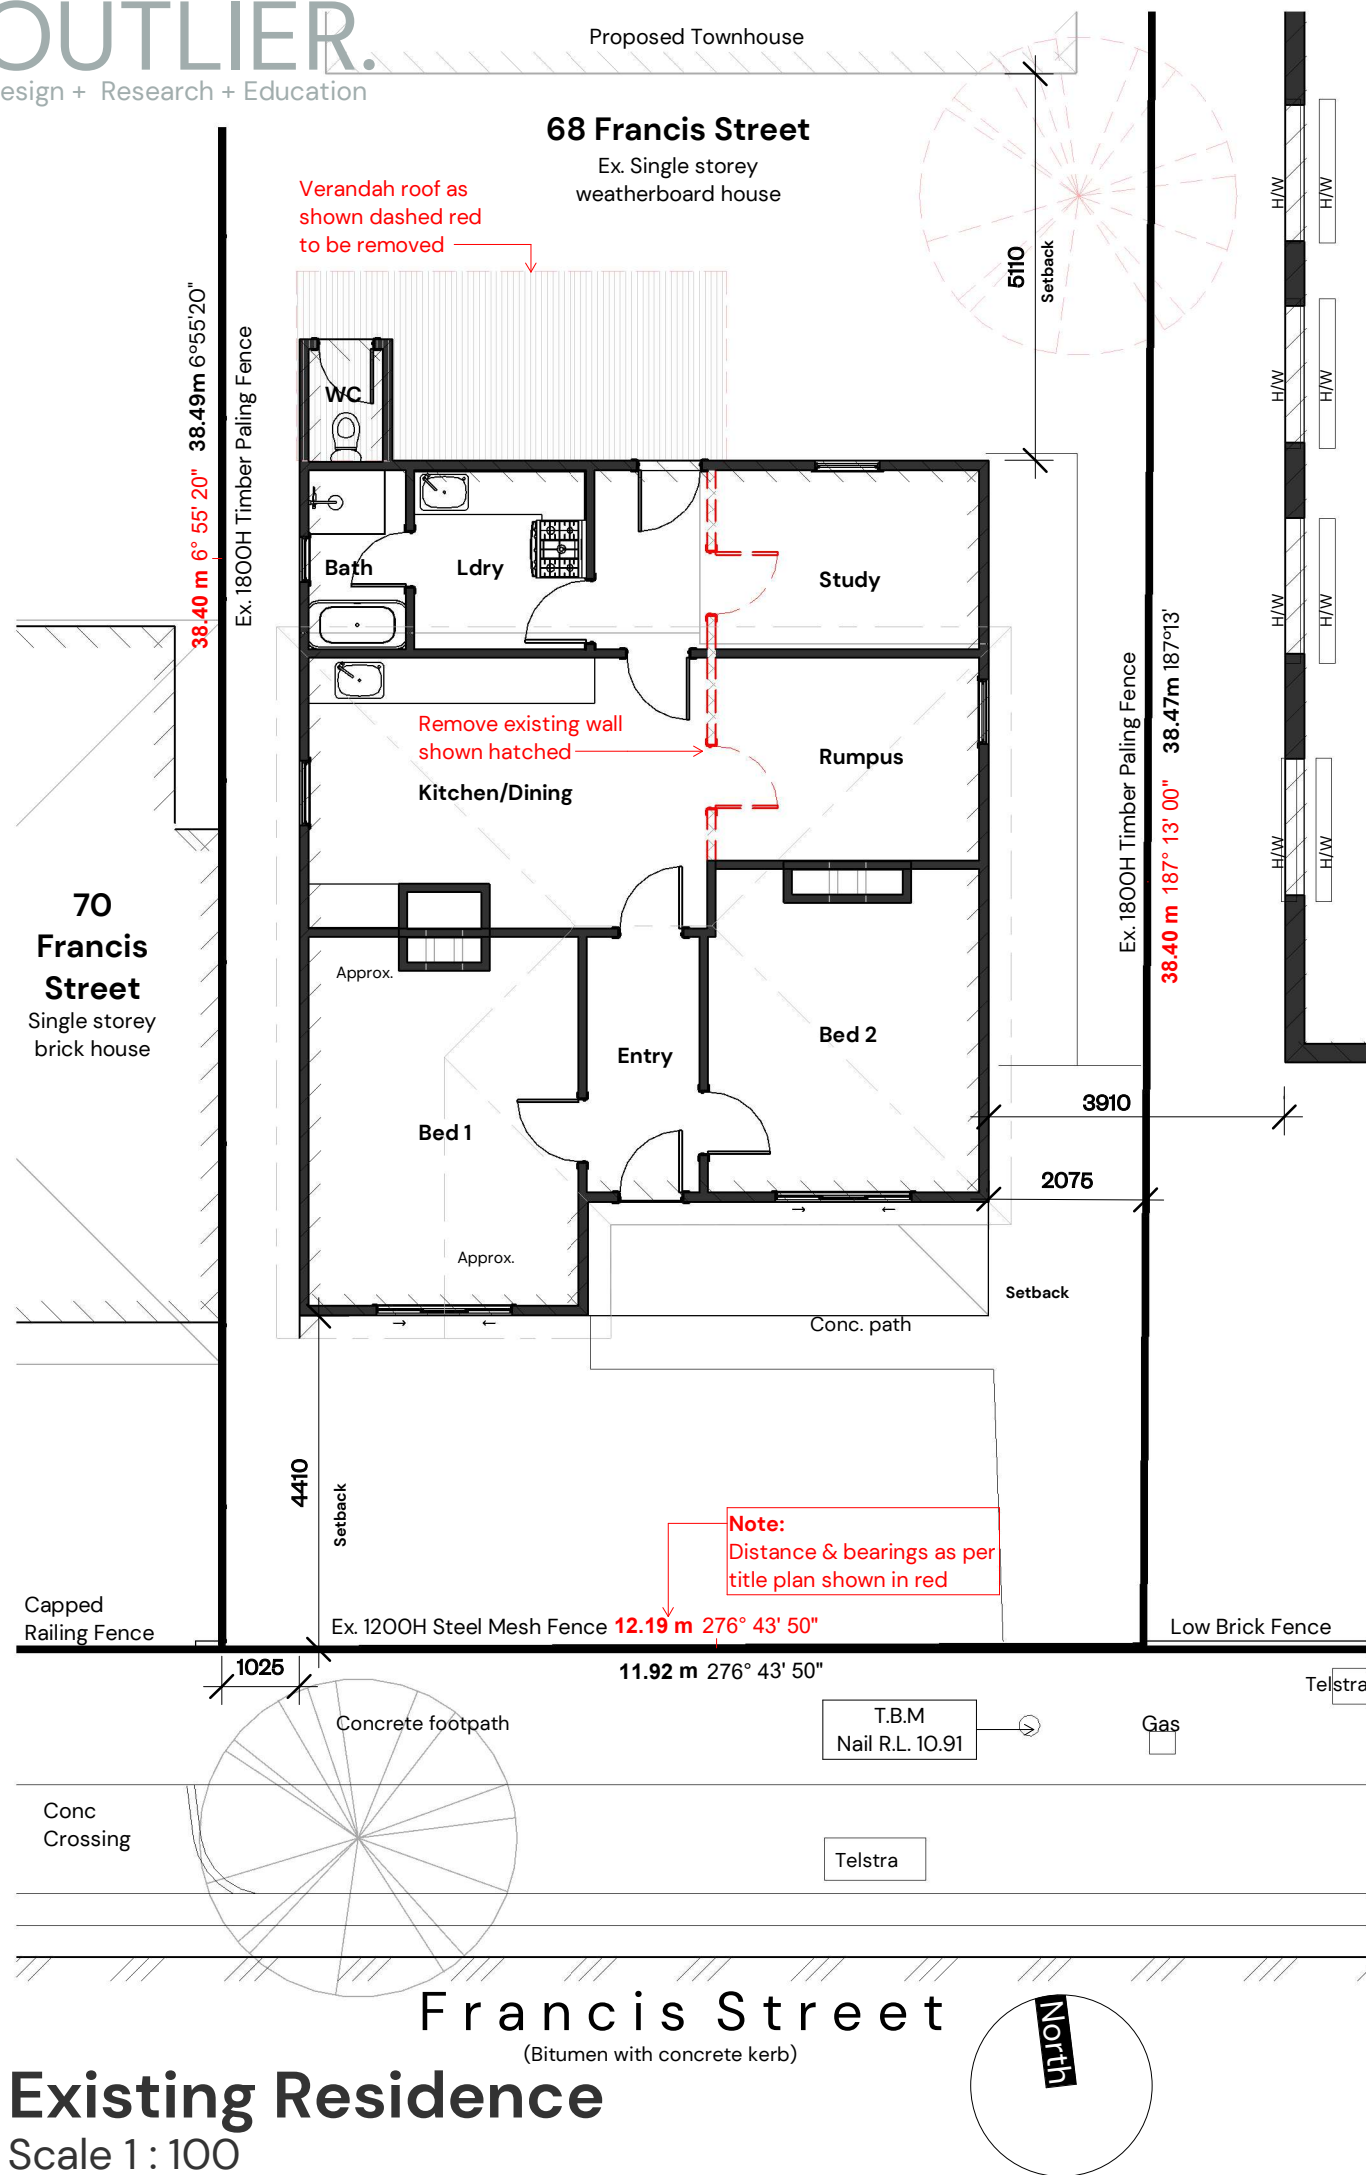 OUTLIER.
esign + Research + Education
Proposed Townhouse
68 Francis Street
Ex. Single storey
weatherboard house
Verandah roof as
shown dashed red
to be removed
5110
Setback
H/W
H/W
H/W
H/W
H/W
H/W
H/W
H/W
38.49m 6°55'20"
38.40 m 6° 55' 20"
Ex. 1800H Timber Paling Fence
WC
Bath
Ldry
Study
Remove existing wall
shown hatched
Kitchen/Dining
Rumpus
Ex. 1800H Timber Paling Fence
38.47m 187°13'
38.40 m 187° 13' 00"
70
Francis
Street
Single storey
brick house
Approx.
Bed 2
Entry
Bed 1
3910
2075
Approx.
Setback
Conc. path
4410
Setback
Note:
Distance & bearings as per
title plan shown in red
Capped
Railing Fence
Ex. 1200H Steel Mesh Fence 12.19 m 276° 43' 50"
Low Brick Fence
1025
11.92 m 276° 43' 50"
Telstra
Concrete footpath
T.B.M
Nail R.L. 10.91
Gas
Conc
Crossing
Telstra
Francis Street
(Bitumen with concrete kerb)
North
Existing Residence
Scale 1 : 100